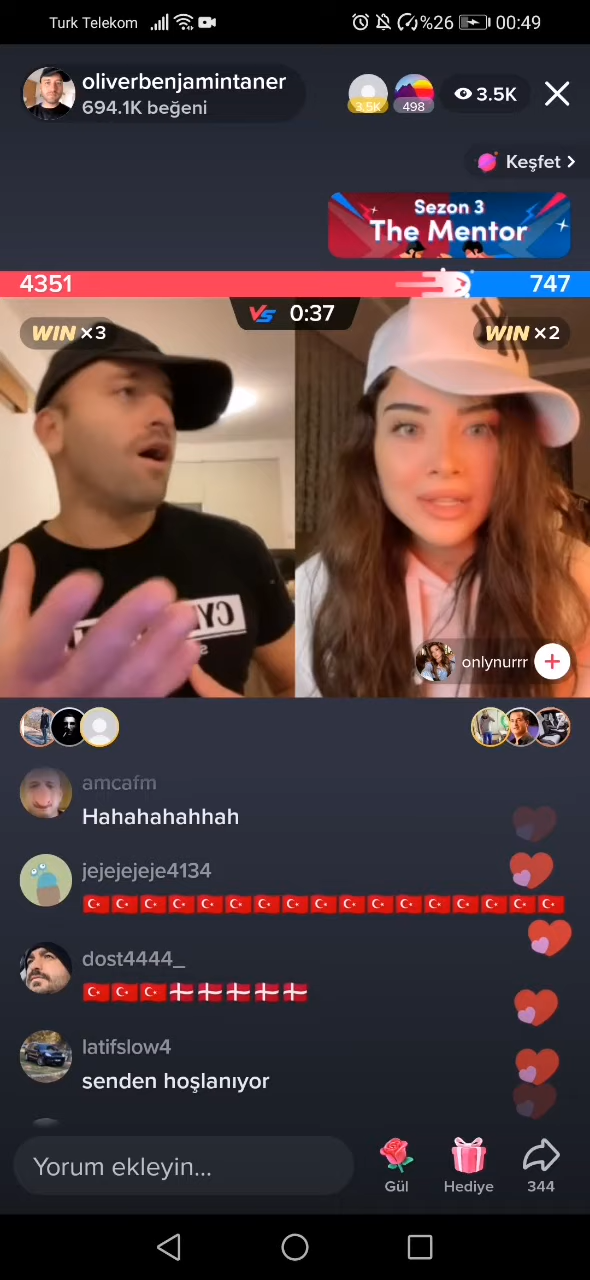 Turk Telekom
%26
00:49
oliverbenjamintaner
694.1K beğeni
3.5K
498
3.5K
Keşfet
Sezon 3
The Mentor
4351
747
WIN ×3
VS 0:37
WIN ×2
onlynurrr
amcafm
Hahahahahhah
jejejejeje4134
dost4444_
latifslow4
senden hoşlanıyor
Yorum ekleyin...
Gül
Hediye
344